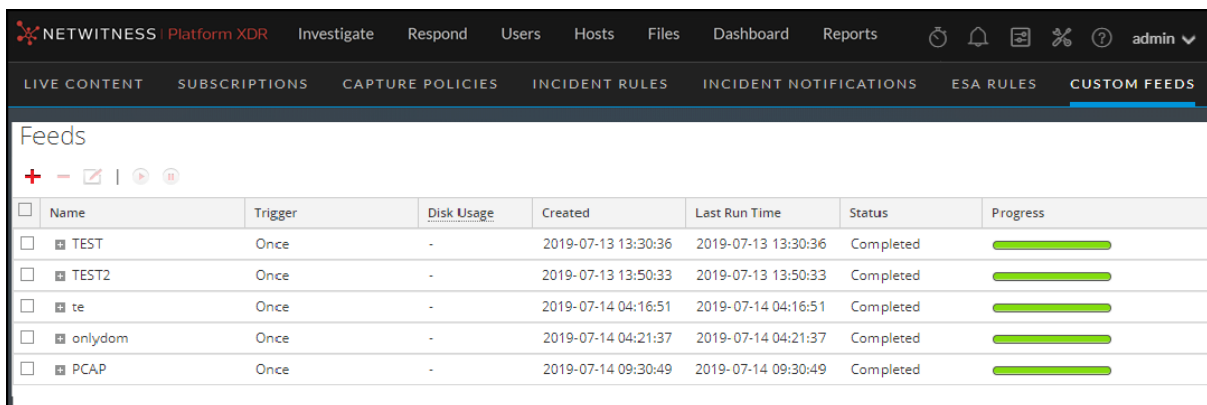 NETWITNESS | Platform XDR Investigate Respond Users Hosts Files Dashboard Reports admin
LIVE CONTENT SUBSCRIPTIONS CAPTURE POLICIES INCIDENT RULES INCIDENT NOTIFICATIONS ESA RULES CUSTOM FEEDS
Feeds
Name Trigger Disk Usage Created Last Run Time Status Progress
TEST Once - 2019-07-13 13:30:36 2019-07-13 13:30:36 Completed
TEST2 Once - 2019-07-13 13:50:33 2019-07-13 13:50:33 Completed
te Once - 2019-07-14 04:16:51 2019-07-14 04:16:51 Completed
onlydom Once - 2019-07-14 04:21:37 2019-07-14 04:21:37 Completed
PCAP Once - 2019-07-14 09:30:49 2019-07-14 09:30:49 Completed